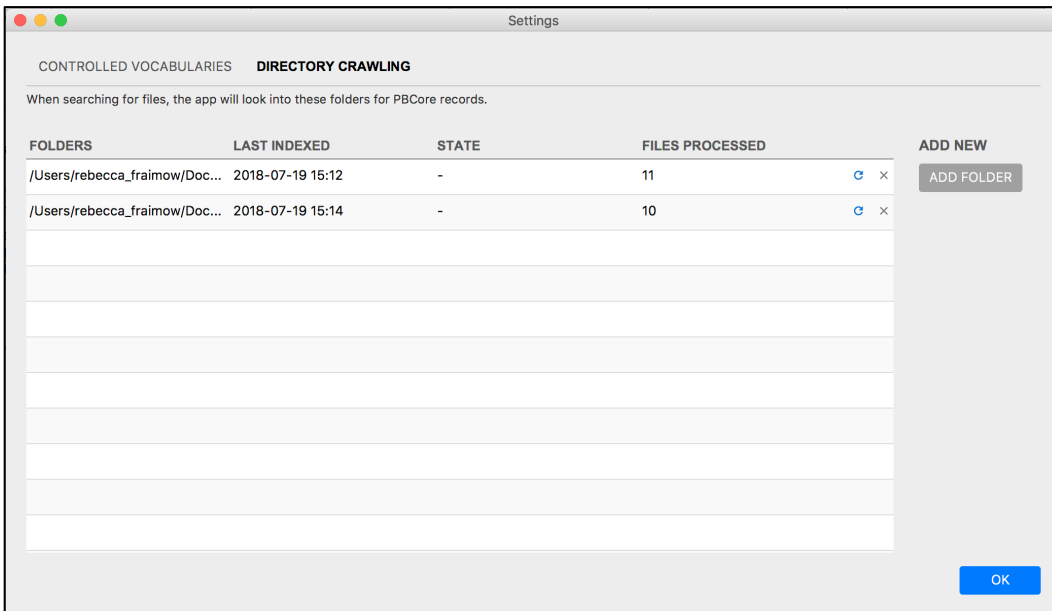 Settings
CONTROLLED VOCABULARIES DIRECTORY CRAWLING
When searching for files, the app will look into these folders for PBCore records.
FOLDERS LAST INDEXED STATE FILES PROCESSED ADD NEW
/Users/rebecca_fraimow/Doc... 2018-07-19 15:12 - 11 ADD FOLDER
/Users/rebecca_fraimow/Doc... 2018-07-19 15:14 - 10
OK